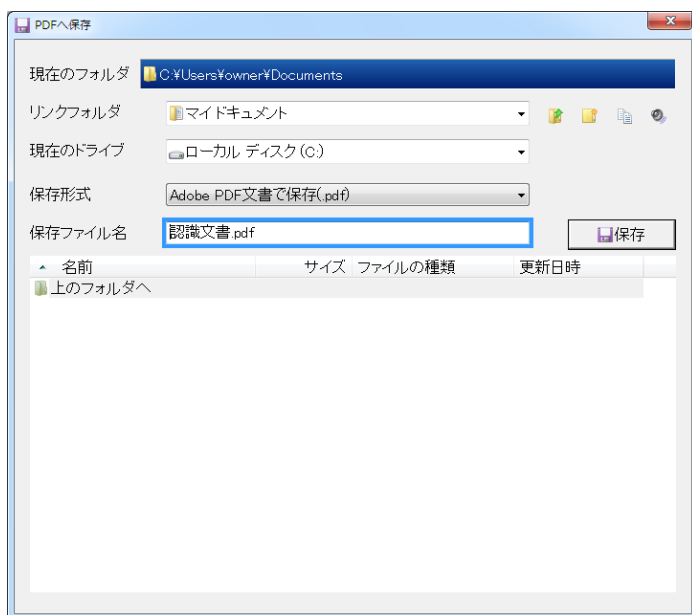 PDFへ保存
現在のフォルダ C:¥Users¥owner¥Documents
リンクフォルダ マイドキュメント
現在のドライブ ローカル ディスク (C:)
保存形式 Adobe PDF文書で保存(.pdf)
保存ファイル名 認識文書.pdf 保存
名前 サイズ ファイルの種類 更新日時
上のフォルダへ